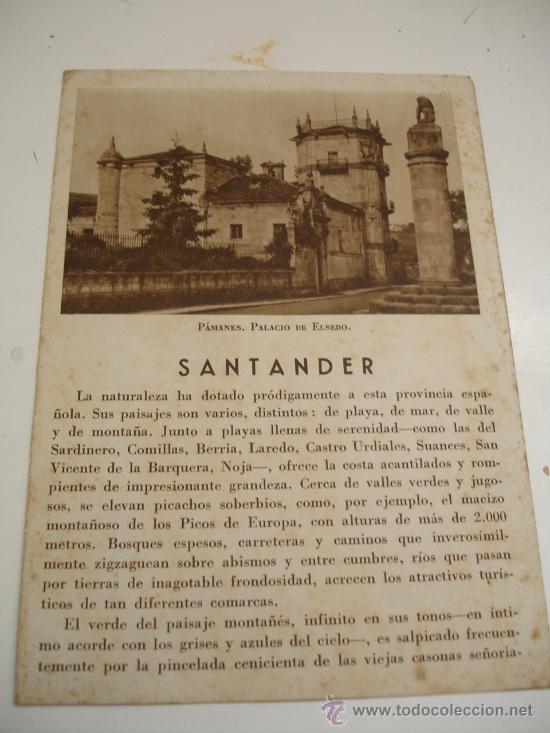 Pámanes. Palacio de Elsedo.
SANTANDER
La naturaleza ha dotado pródigamente a esta provincia espa-
ñola. Sus paisajes son varios, distintos: de playa, de mar, de valle
y de montaña. Junto a playas llenas de serenidad—como las del
Sardinero, Comillas, Berria, Laredo, Castro Urdiales, Suances, San
Vicente de la Barquera, Noja—, ofrece la costa acantilados y rom-
pientes de impresionante grandeza. Cerca de valles verdes y jugo-
sos, se elevan picachos soberbios, como, por ejemplo, el macizo
montañoso de los Picos de Europa, con alturas de más de 2.000
metros. Bosques espesos, carreteras y caminos que inverosímil-
mente zigzaguean sobre abismos y entre cumbres, ríos que pasan
por tierras de inagotable frondosidad, acrecen los atractivos turís-
ticos de tan diferentes comarcas.
El verde del paisaje montañés, infinito en sus tonos—en ínti-
mo acorde con los grises y azules del cielo—, es salpicado frecuen-
temente por la pincelada cenicienta de las viejas casonas señoria-
todocoleccion
www.todocoleccion.net